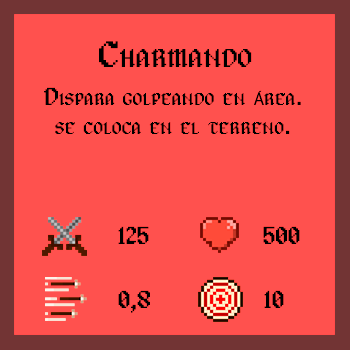 Charmando
Dispara golpeando en área.
se coloca en el terreno.
125 500
0,8 10